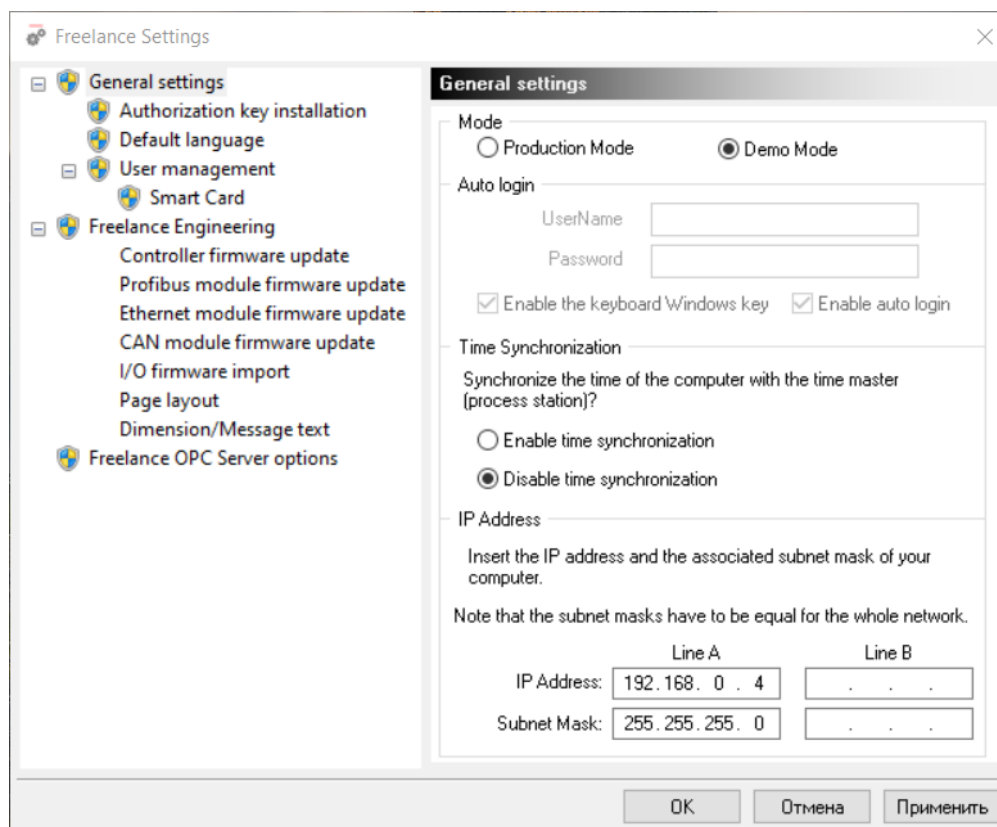 Freelance Settings
General settings
Authorization key installation
Default language
User management
Smart Card
Freelance Engineering
Controller firmware update
Profibus module firmware update
Ethernet module firmware update
CAN module firmware update
I/O firmware import
Page layout
Dimension/Message text
Freelance OPC Server options
General settings
Mode
Production Mode Demo Mode
Auto login
UserName
Password
Enable the keyboard Windows key Enable auto login
Time Synchronization
Synchronize the time of the computer with the time master
(process station)?
Enable time synchronization
Disable time synchronization
IP Address
Insert the IP address and the associated subnet mask of your
computer.
Note that the subnet masks have to be equal for the whole network.
Line A Line B
IP Address: 192.168. 0 . 4 . . .
Subnet Mask: 255.255.255. 0 . . .
OK Отмена Применить